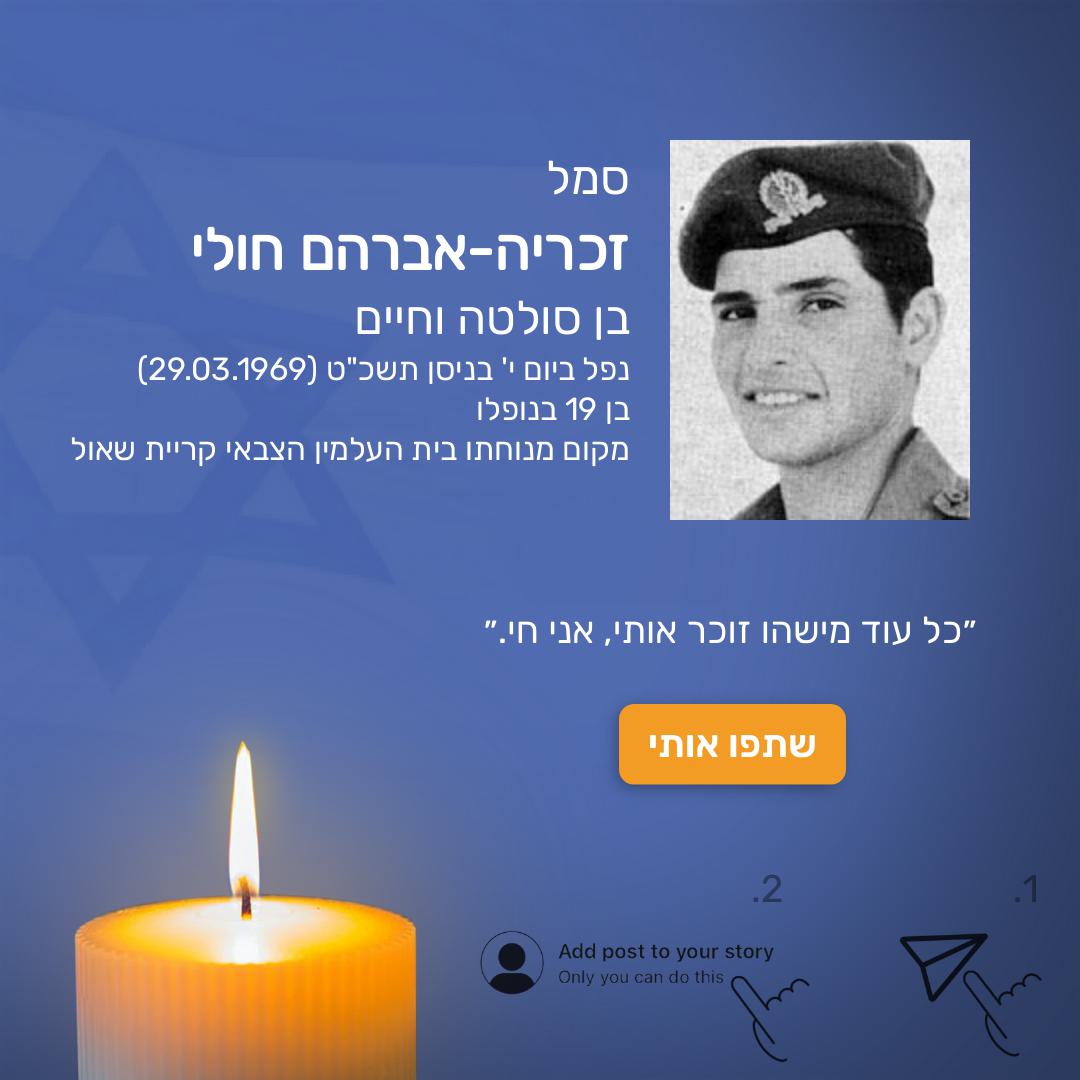 סמל
זכריה-אברהם חולי
בן סולטה וחיים
נפל ביום י' בניסן תשכ"ט (29.03.1969)
בן 19 בנופלו
מקום מנוחתו בית העלמין הצבאי קריית שאול
״כל עוד מישהו זוכר אותי, אני חי.״
שתפו אותי
.1
.2
Add post to your story
Only you can do this